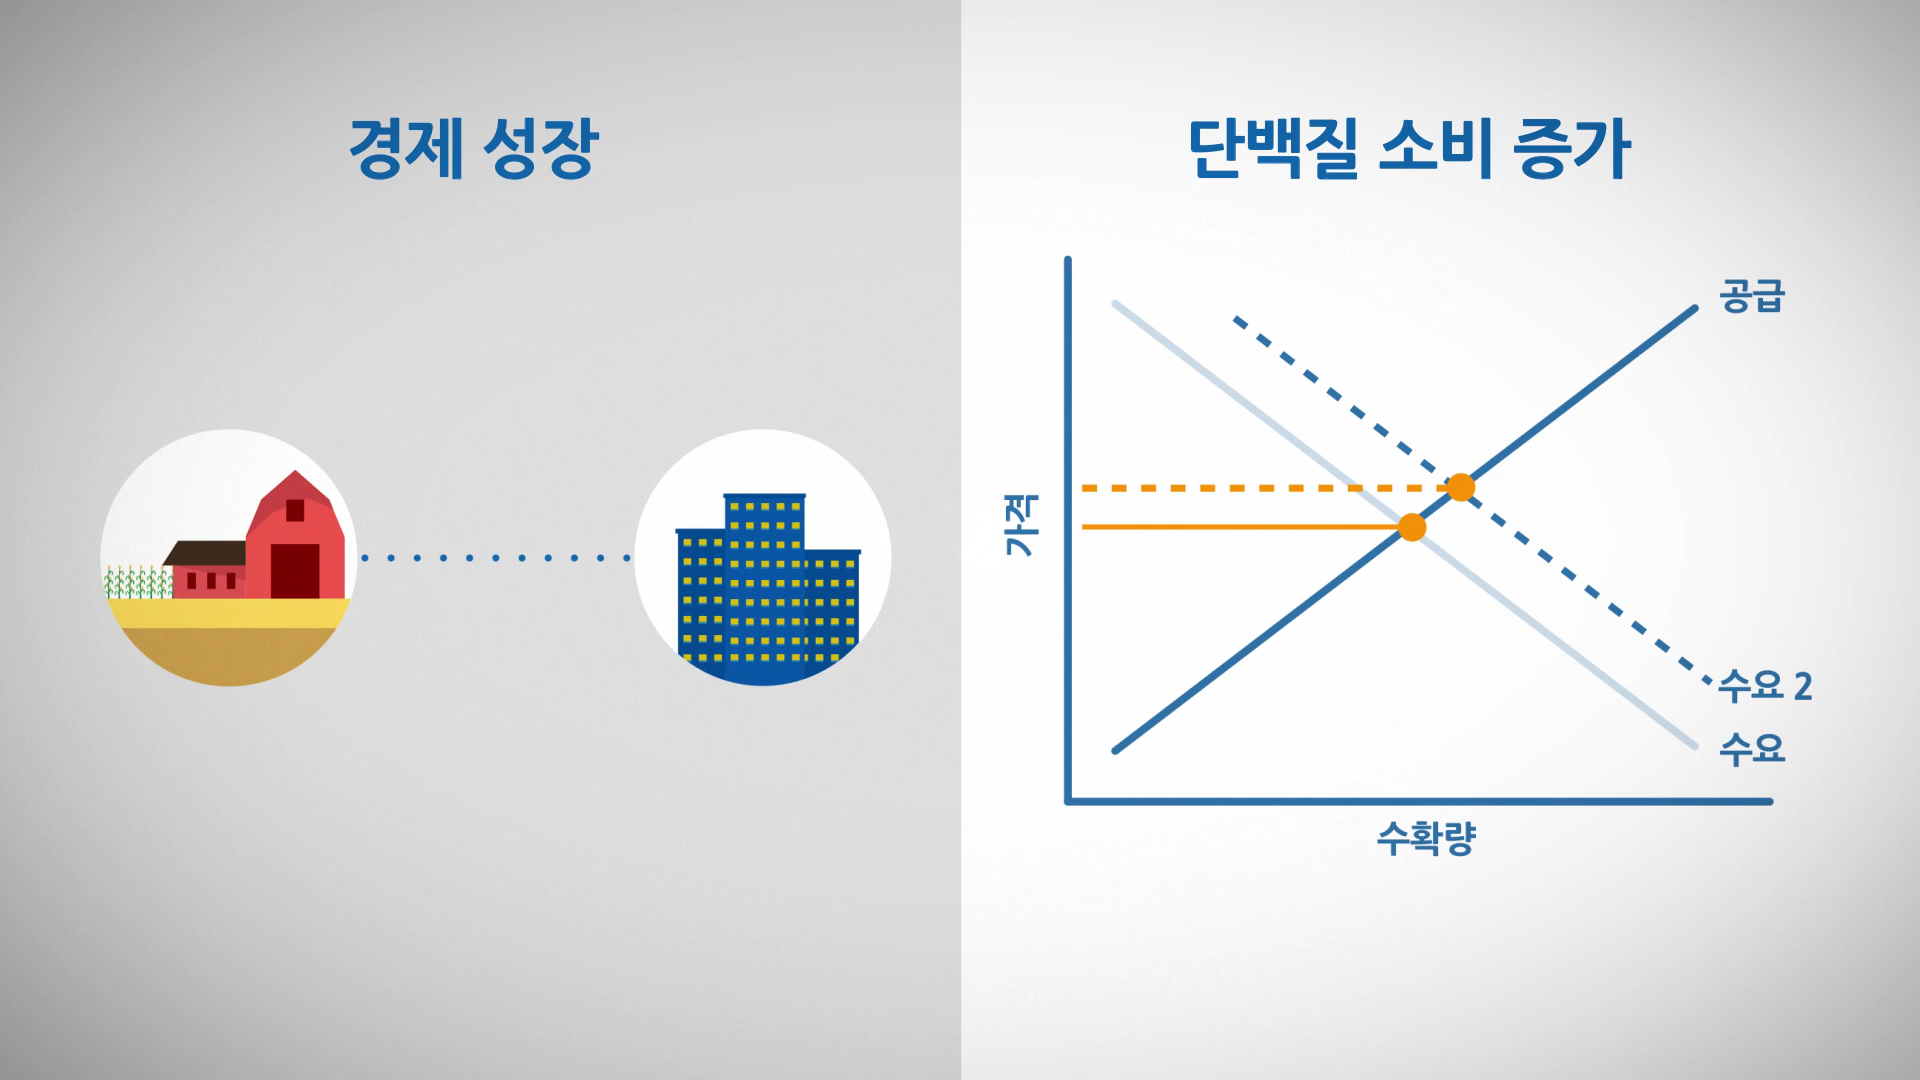 경제 성장
단백질 소비 증가
공급
가격
수요 2
수요
수확량